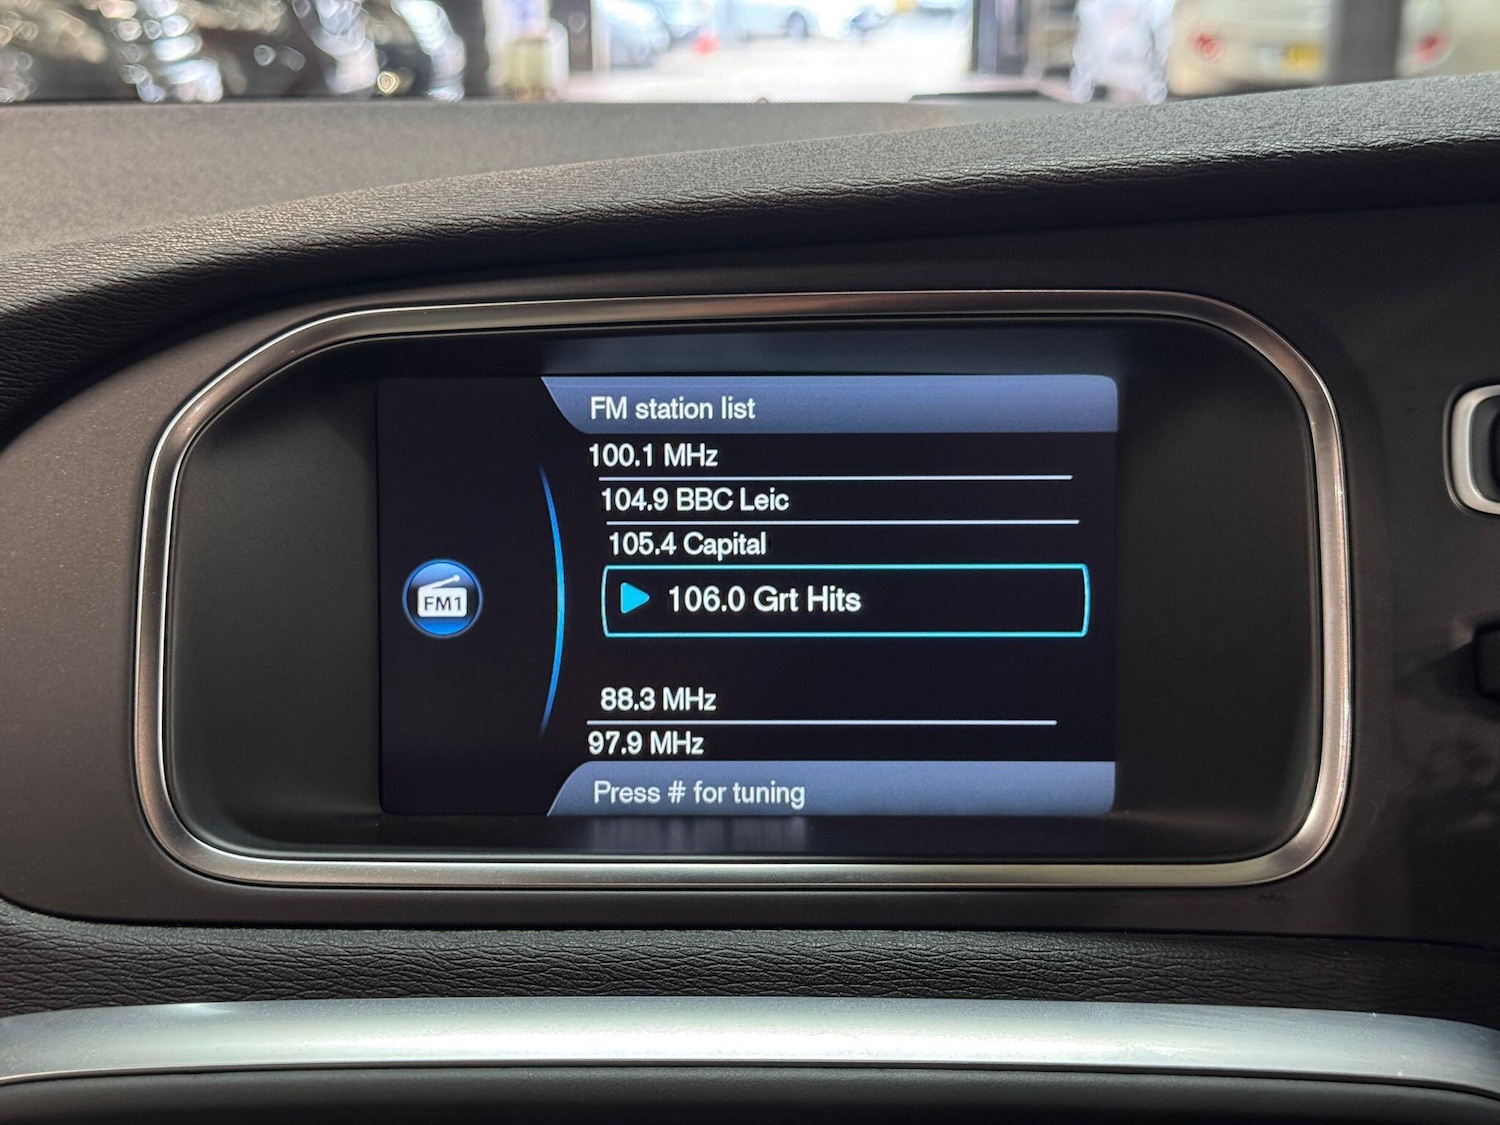 FM station list
100.1 MHz
104.9 BBC Leic
105.4 Capital
FM1
106.0 Grt Hits
88.3 MHz
97.9 MHz
Press # for tuning